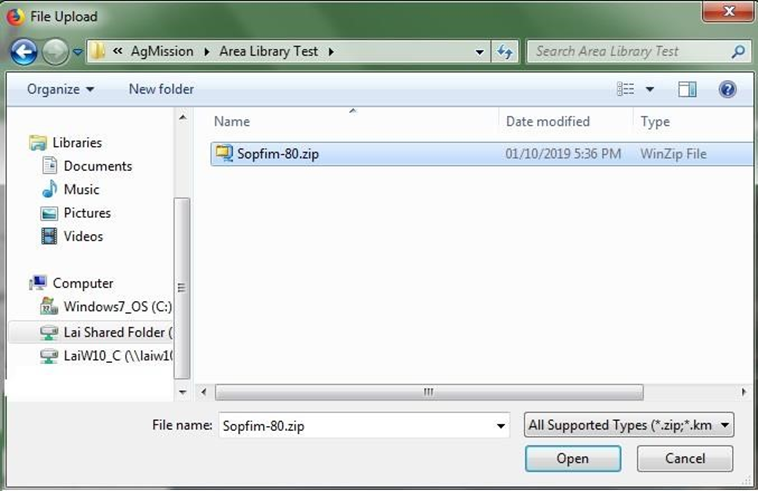 File Upload
« AgMission Area Library Test
Search Area Library Test
Organize New folder
Name Date modified Type
Libraries
Documents
Music
Pictures
Videos
Computer
Windows7_OS (C:)
Lai Shared Folder (
LaiW10_C (\\laiw10
Sopfim-80.zip 01/10/2019 5:36 PM WinZip File
File name: Sopfim-80.zip All Supported Types (*.zip;*.km
Open Cancel